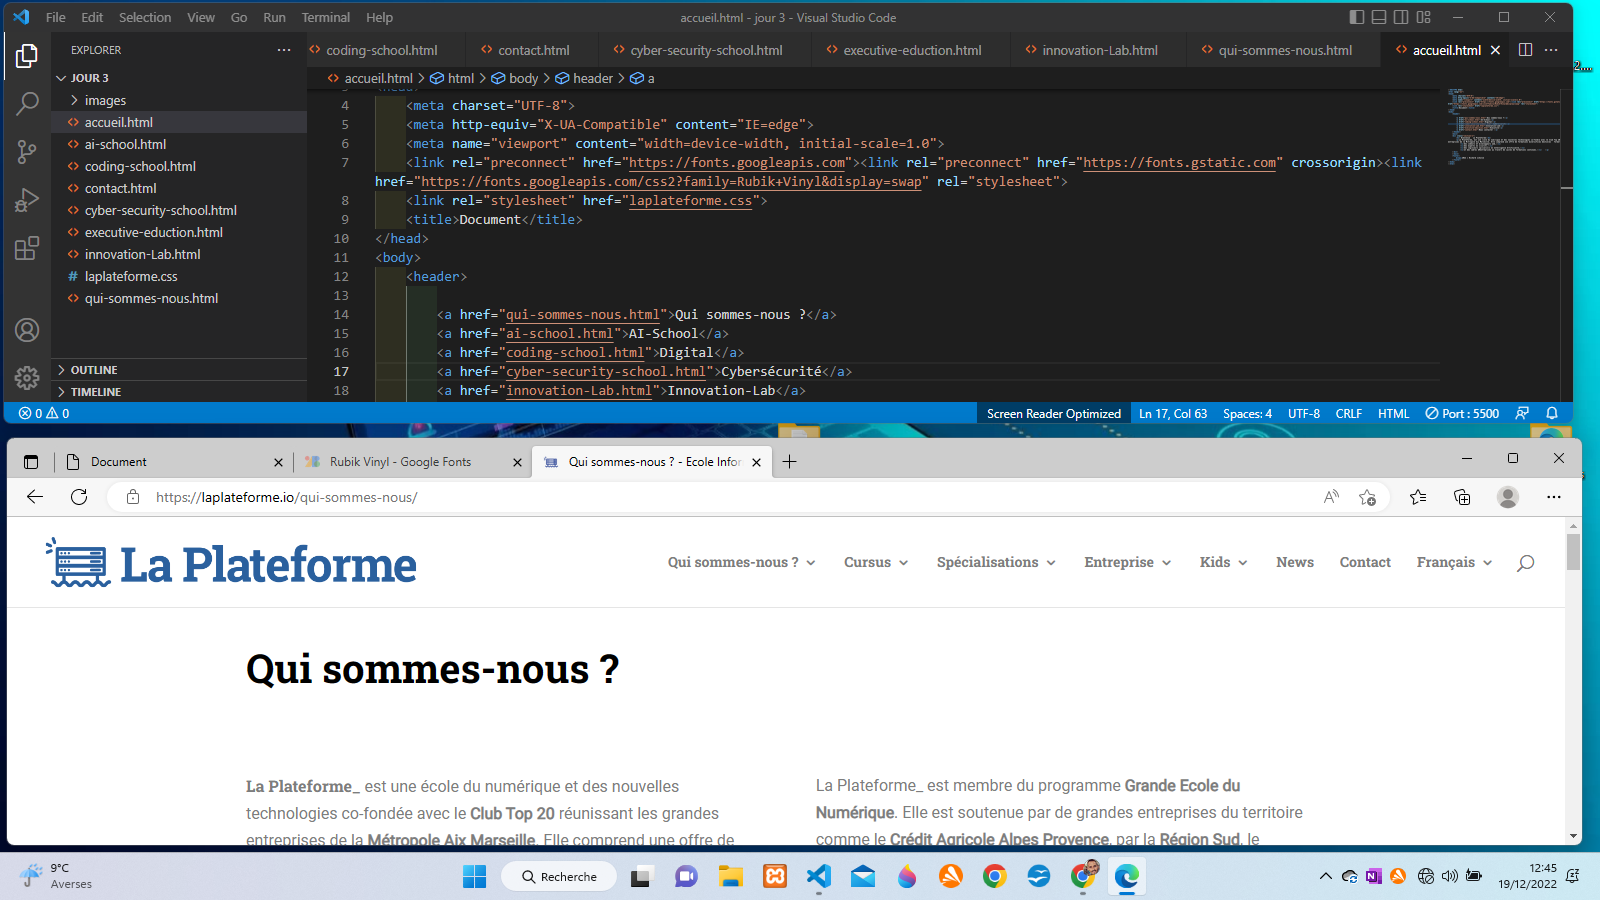 File Edit Selection View Go Run Terminal Help
accueil.html - jour 3 - Visual Studio Code
EXPLORER
coding-school.html contact.html cyber-security-school.html executive-eduction.html innovation-Lab.html qui-sommes-nous.html accueil.html
JOUR 3
images
accueil.html
ai-school.html
coding-school.html
contact.html
cyber-security-school.html
executive-eduction.html
innovation-Lab.html
laplateforme.css
qui-sommes-nous.html
OUTLINE
TIMELINE
accueil.html > html > body > header > a
4 <meta charset="UTF-8">
5 <meta http-equiv="X-UA-Compatible" content="IE=edge">
6 <meta name="viewport" content="width=device-width, initial-scale=1.0">
7 <link rel="preconnect" href="https://fonts.googleapis.com"><link rel="preconnect" href="https://fonts.gstatic.com" crossorigin><link
href="https://fonts.googleapis.com/css2?family=Rubik+Vinyl&display=swap" rel="stylesheet">
8 <link rel="stylesheet" href="laplateforme.css">
9 <title>Document</title>
10 </head>
11 <body>
12 <header>
13
14 <a href="qui-sommes-nous.html">Qui sommes-nous ?</a>
15 <a href="ai-school.html">AI-School</a>
16 <a href="coding-school.html">Digital</a>
17 <a href="cyber-security-school.html">Cybersécurité</a>
18 <a href="innovation-Lab.html">Innovation-Lab</a>
0 0
Screen Reader Optimized Ln 17, Col 63 Spaces: 4 UTF-8 CRLF HTML Port : 5500
Document Rubik Vinyl - Google Fonts Qui sommes-nous ? - Ecole Infor
https://laplateforme.io/qui-sommes-nous/
La Plateforme
Qui sommes-nous ? Cursus Spécialisations Entreprise Kids News Contact Français
Qui sommes-nous ?
La Plateforme_ est une école du numérique et des nouvelles
technologies co-fondée avec le Club Top 20 réunissant les grandes
entreprises de la Métropole Aix Marseille. Elle comprend une offre de
La Plateforme_ est membre du programme Grande Ecole du
Numérique. Elle est soutenue par de grandes entreprises du territoire
comme le Crédit Agricole Alpes Provence, par la Région Sud, le
9°C
Averses
Recherche
12:45
19/12/2022